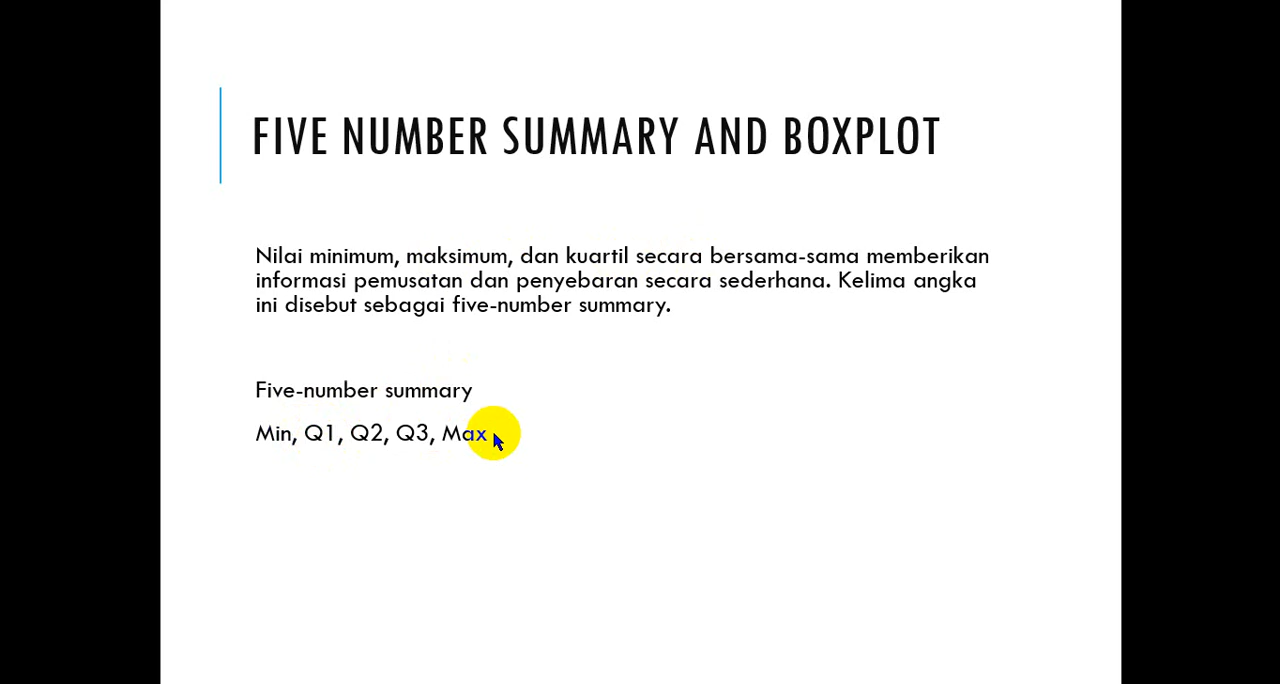 FIVE NUMBER SUMMARY AND BOXPLOT
Nilai minimum, maksimum, dan kuartil secara bersama-sama memberikan
informasi pemusatan dan penyebaran secara sederhana. Kelima angka
ini disebut sebagai five-number summary.
Five-number summary
Min, Q1, Q2, Q3, Max